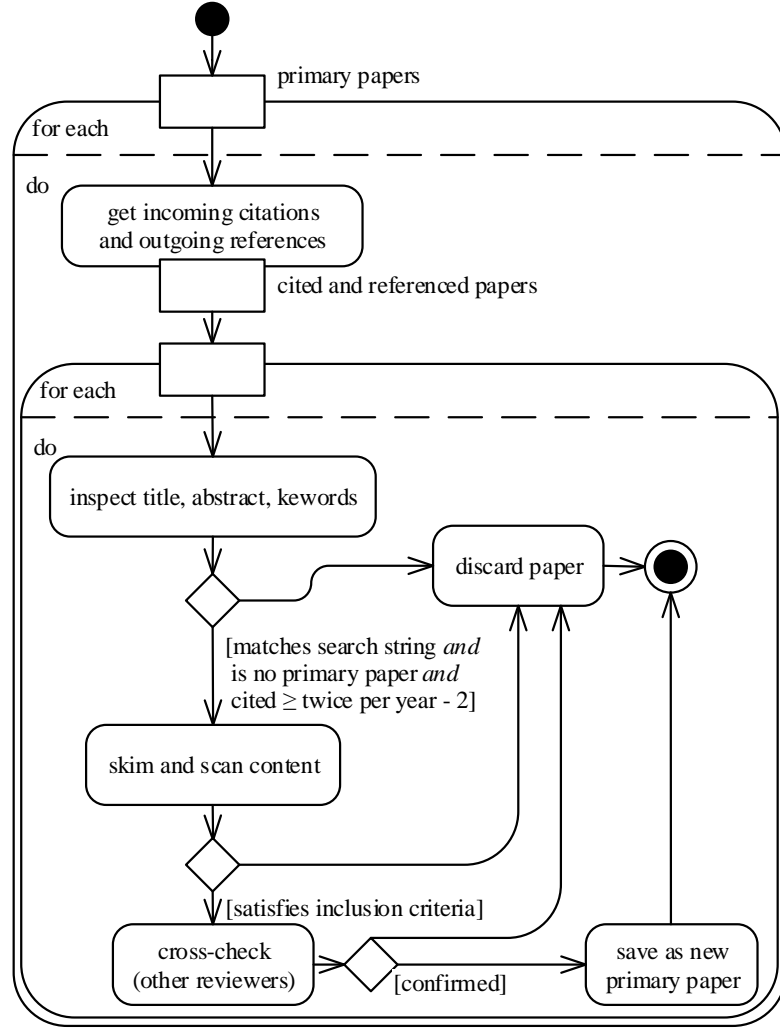 primary papers
for each
do
get incoming citations
and outgoing references
cited and referenced papers
for each
do
inspect title, abstract, kewords
discard paper
[matches search string and
is no primary paper and
cited ≥ twice per year - 2]
skim and scan content
[satisfies inclusion criteria]
cross-check
(other reviewers)
[confirmed]
save as new
primary paper